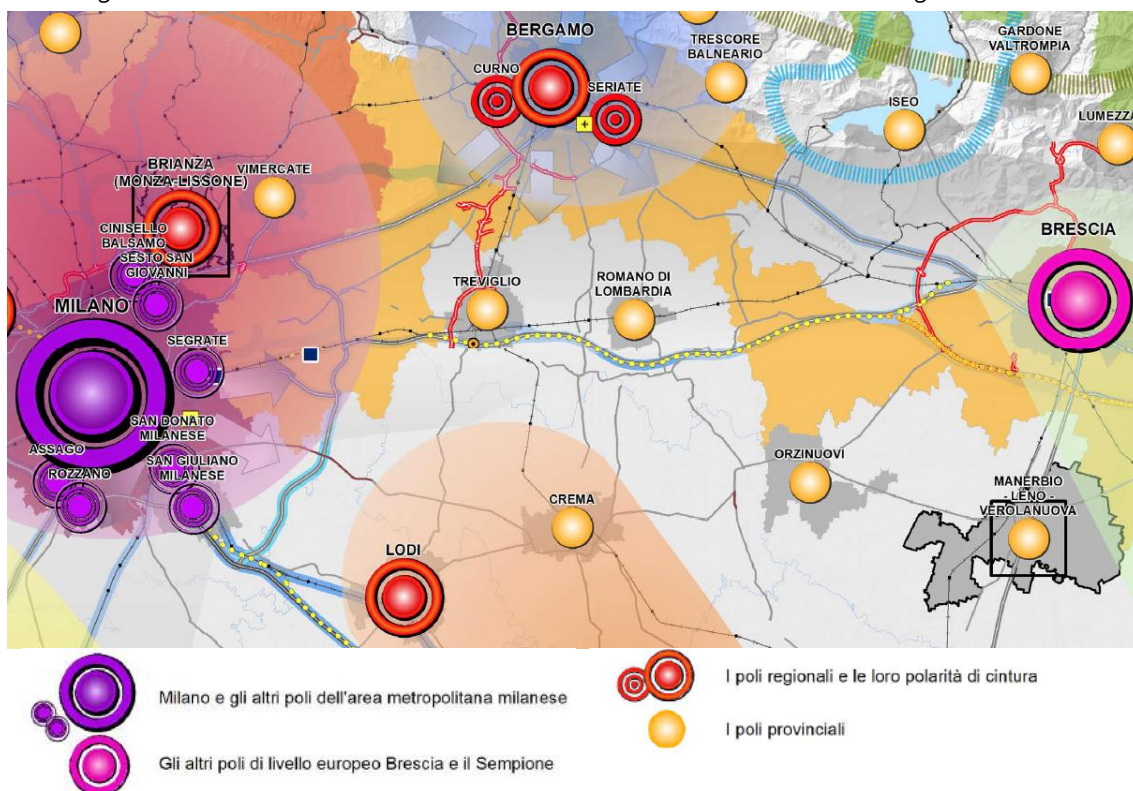 BERGAMO
CURNO
SERIATE
TRESCORE
BALNEARIO
GARDONE
VALTROMPIA
ISEO
LUMEZZA
BRIANZA
(MONZA-LISSONE)
VIMERCATE
CINISELLO
BALSAMO
SESTO SAN
GIOVANNI
MILANO
SEGRATE
TREVIGLIO
ROMANO DI
LOMBARDIA
BRESCIA
SAN DONATO
MILANESE
ASSAGO
ROZZANO
SAN GIULIANO
MILANESE
ORZINUOVI
CREMA
MANERBIO
- LENO -
VEROLANUOVA
LODI
Milano e gli altri poli dell'area metropolitana milanese
Gli altri poli di livello europeo Brescia e il Sempione
I poli regionali e le loro polarità di cintura
I poli provinciali